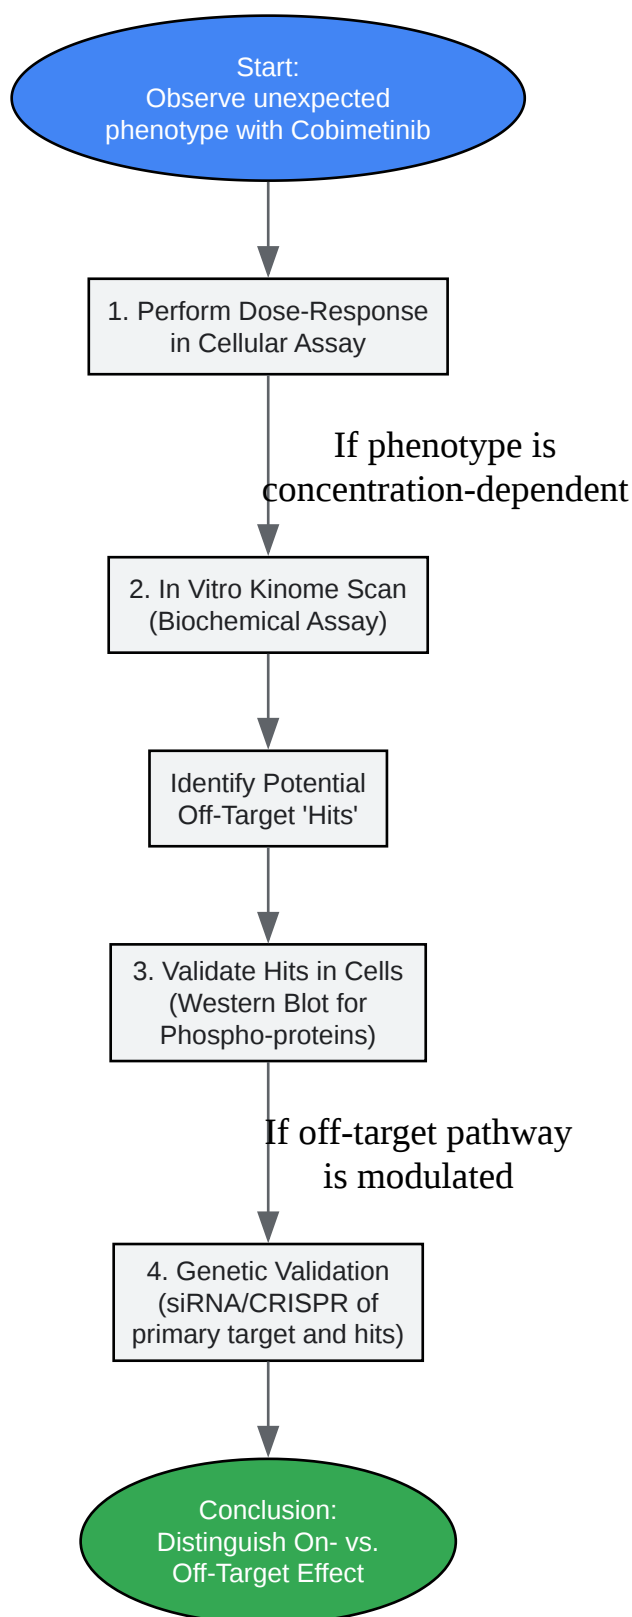 Start:
Observe unexpected
phenotype with Cobimetinib
1. Perform Dose-Response
in Cellular Assay
If phenotype is
concentration-dependent
2. In Vitro Kinome Scan
(Biochemical Assay)
Identify Potential
Off-Target 'Hits'
3. Validate Hits in Cells
(Western Blot for
Phospho-proteins)
If off-target pathway
is modulated
4. Genetic Validation
(siRNA/CRISPR of
primary target and hits)
Conclusion:
Distinguish On- vs.
Off-Target Effect